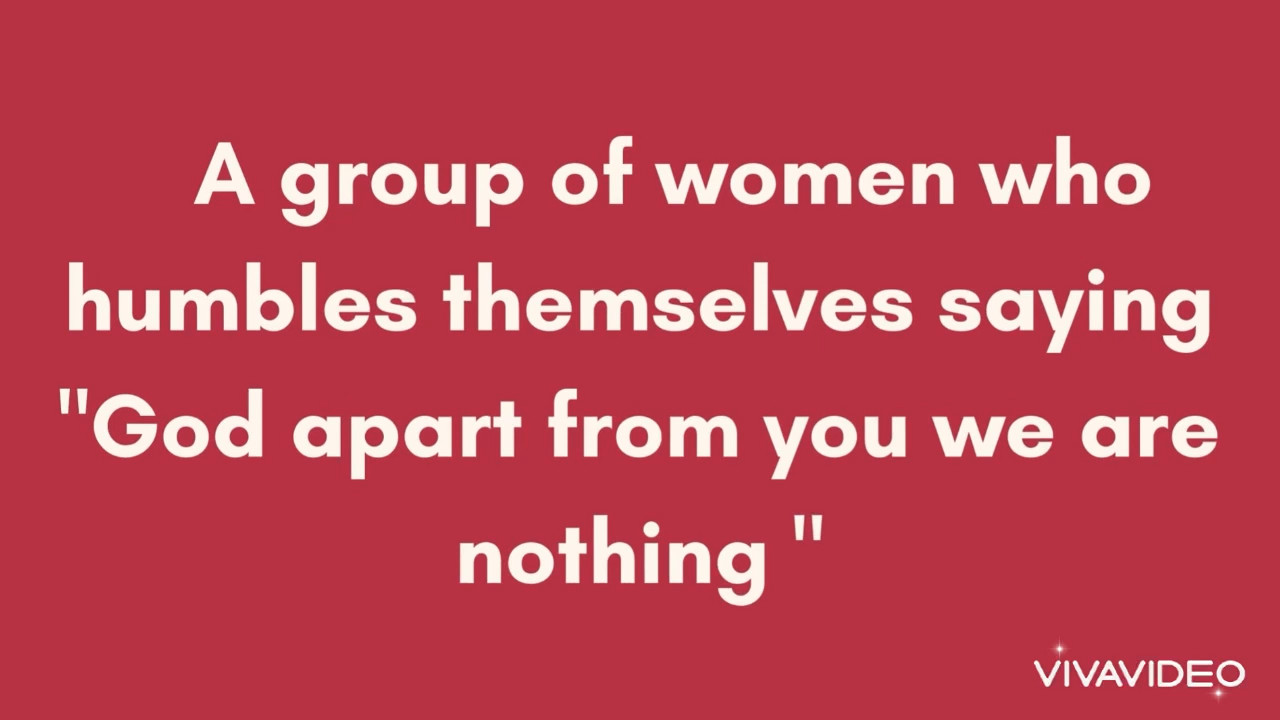 A group of women who
humbles themselves saying
"God apart from you we are
nothing "
VIVAVIDEO